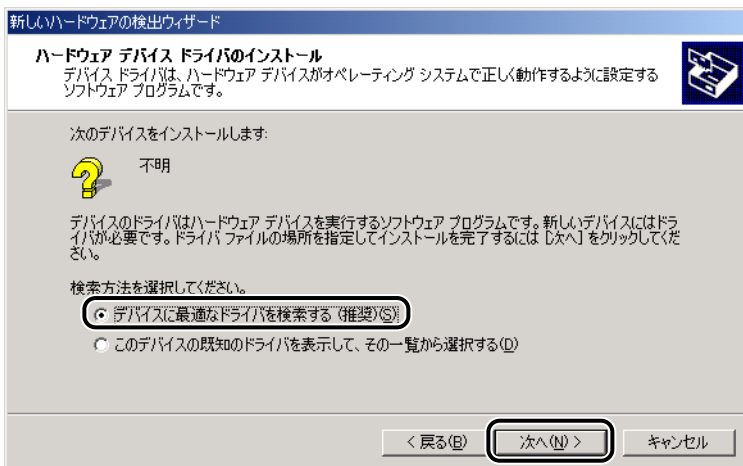 新しいハードウェアの検出ウィザード
ハードウェア デバイス ドライバのインストール
デバイス ドライバは、ハードウェア デバイスがオペレーティング システムで正しく動作するように設定する
ソフトウェア プログラムです。
次のデバイスをインストールします:
不明
デバイスのドライバはハードウェア デバイスを実行するソフトウェア プログラムです。新しいデバイスにはドラ
イバが必要です。ドライバ ファイルの場所を指定してインストールを完了するには [次へ] をクリックしてくだ
さい。
検索方法を選択してください。
デバイスに最適なドライバを検索する (推奨)(S)
このデバイスの既知のドライバを表示して、その一覧から選択する(D)
< 戻る(B) 次へ(N) > キャンセル